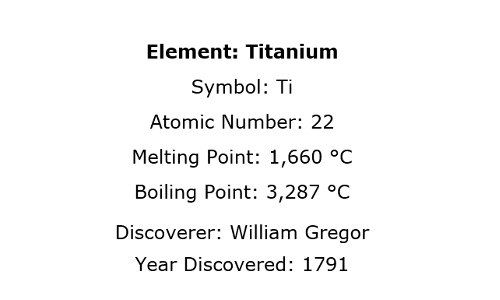 Element: Titanium
Symbol: Ti
Atomic Number: 22
Melting Point: 1,660 °C
Boiling Point: 3,287 °C
Discoverer: William Gregor
Year Discovered: 1791